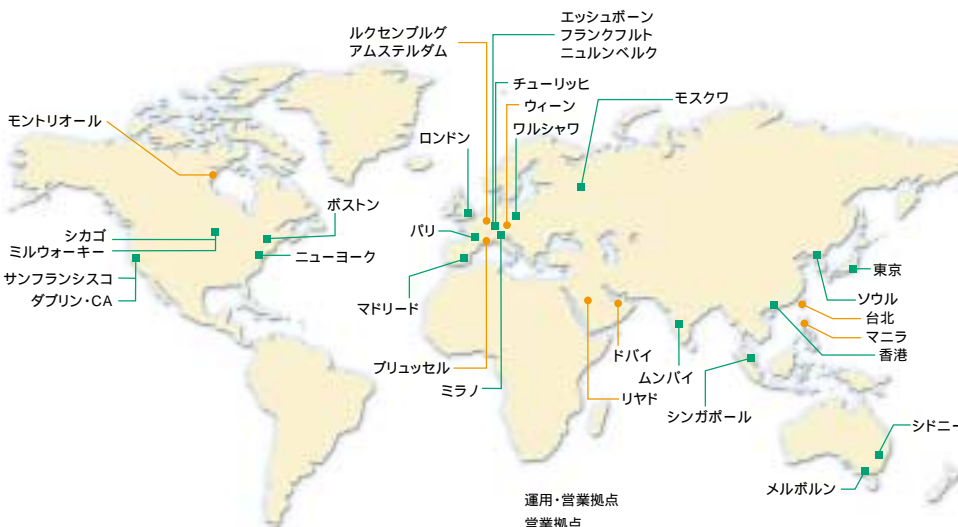 エッシュボーン
フランクフルト
ニュルンベルク
ルクセンブルグ
アムステルダム
チューリッヒ
ウィーン
ワルシャワ
モスクワ
モントリオール
ロンドン
ボストン
パリ
シカゴ
ミルウォーキー
ニューヨーク
サンフランシスコ
ダブリン・CA
マドリード
東京
ソウル
台北
マニラ
香港
ブリュッセル
ミラノ
ドバイ
リヤド
ムンバイ
シンガポール
シドニー
メルボルン
運用・営業拠点
営業拠点